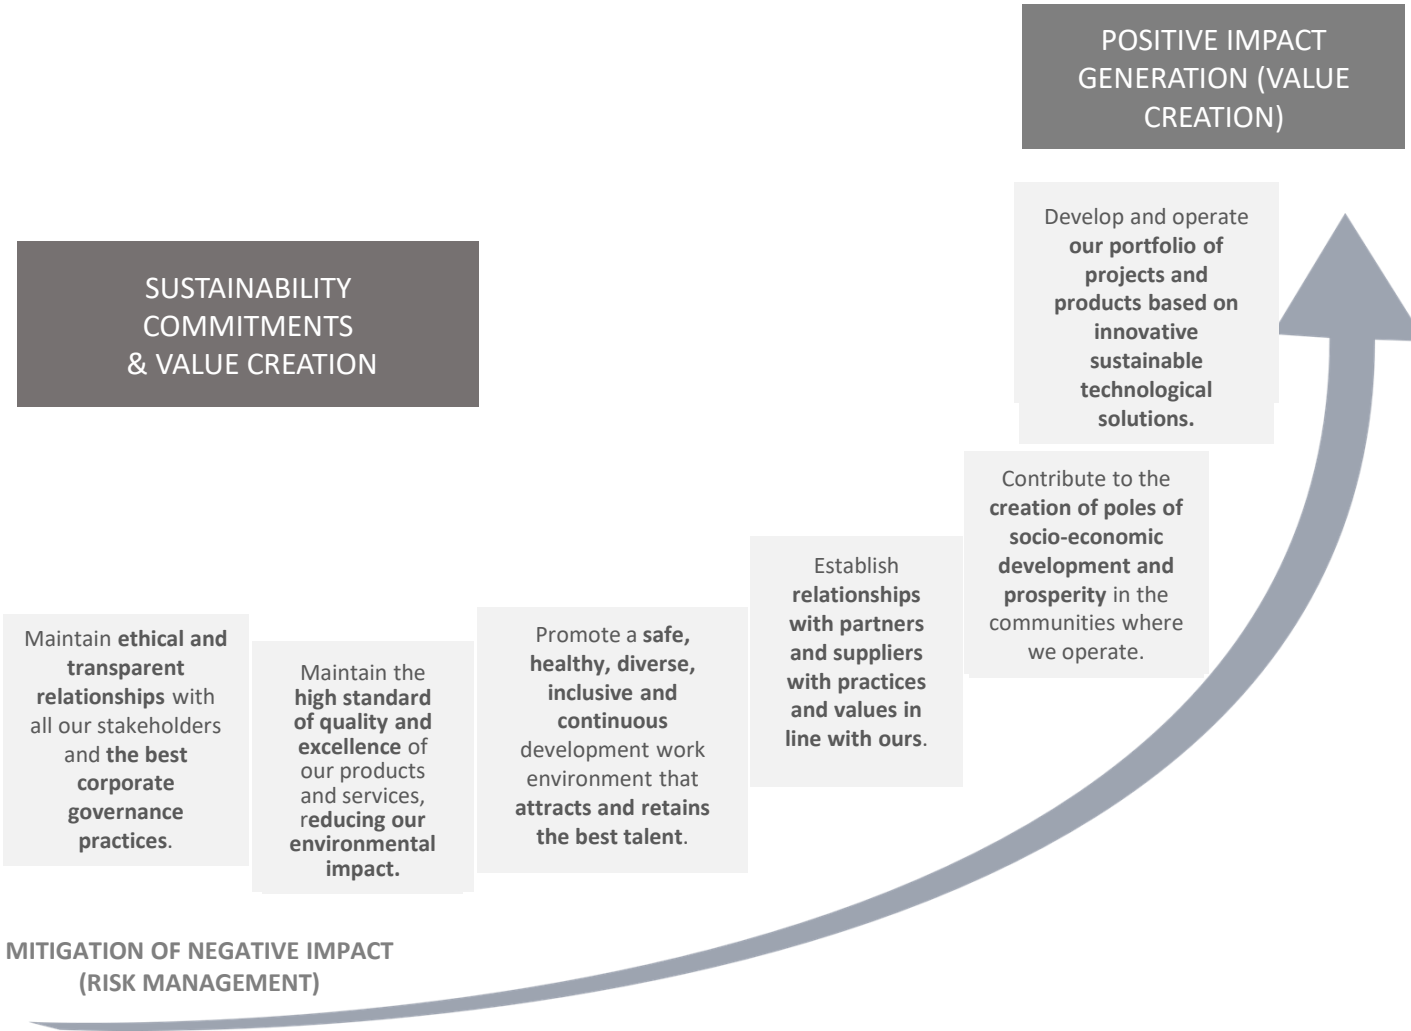 POSITIVE IMPACT
GENERATION (VALUE
CREATION)
SUSTAINABILITY
COMMITMENTS
& VALUE CREATION
Develop and operate
our portfolio of
projects and
products based on
innovative
sustainable
technological
solutions.
Contribute to the
creation of poles of
socio-economic
development and
prosperity in the
communities where
we operate.
Establish
relationships
with partners
and suppliers
with practices
and values in
line with ours.
Promote a safe,
healthy, diverse,
inclusive and
continuous
development work
environment that
attracts and retains
the best talent.
Maintain the
high standard
of quality and
excellence of
our products
and services,
reducing our
environmental
impact.
Maintain ethical and
transparent
relationships with
all our stakeholders
and the best
corporate
governance
practices.
MITIGATION OF NEGATIVE IMPACT
(RISK MANAGEMENT)